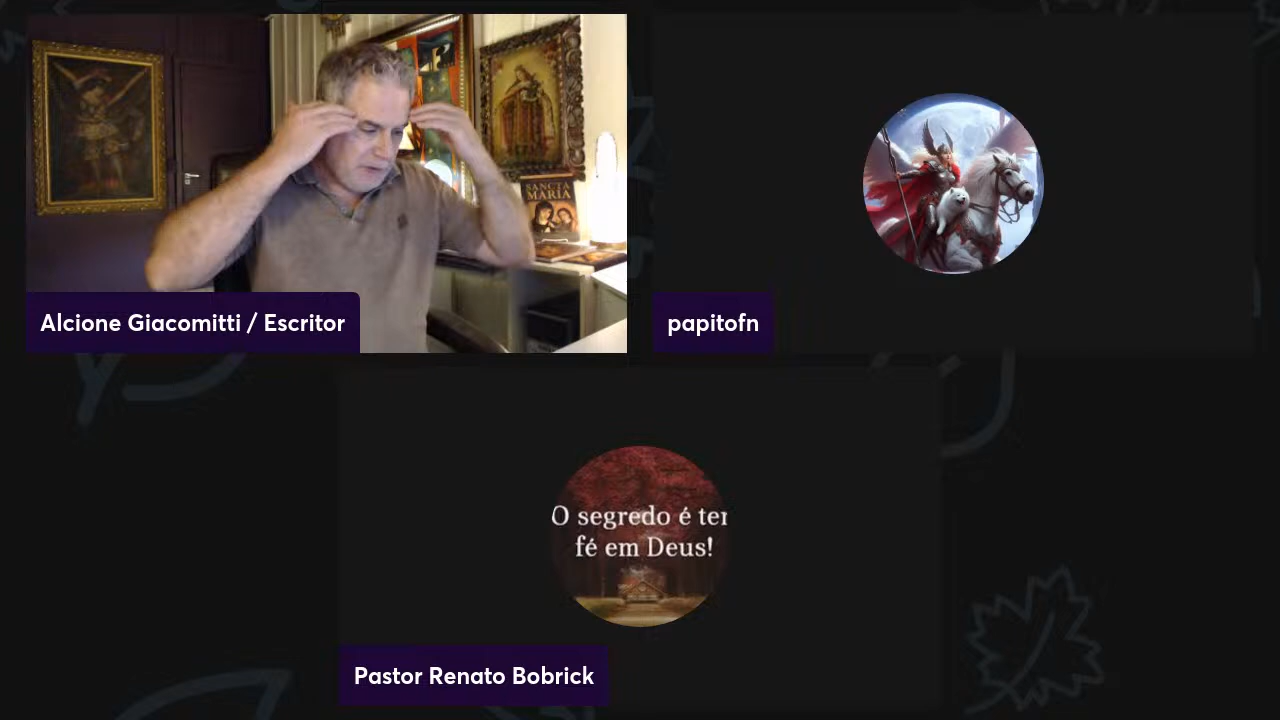 SANCTA
MARIA
Alcione Giacomitti / Escritor
papitofn
O segredo é ter
fé em Deus!
Pastor Renato Bobrick